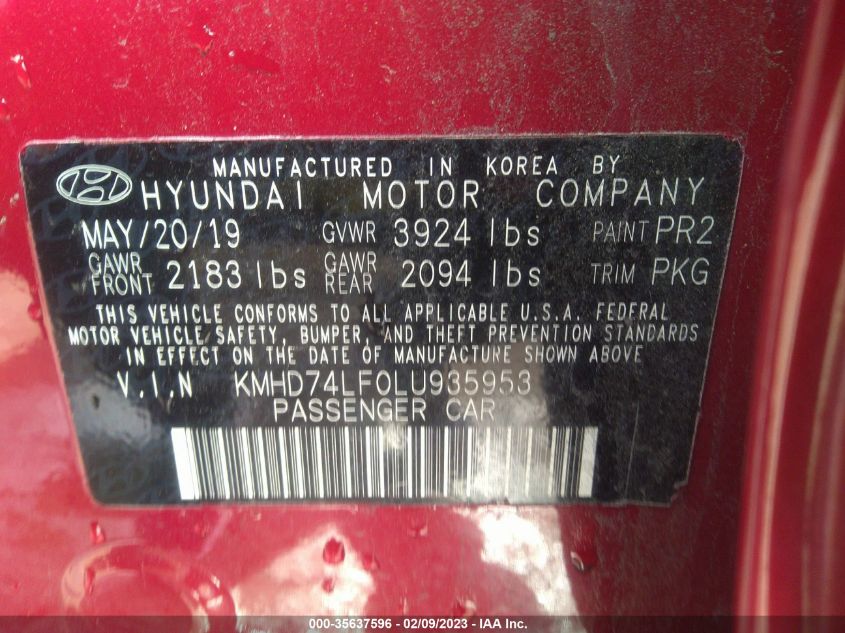 MANUFACTURED IN KOREA BY
HYUNDAI MOTOR COMPANY
MAY/20/19 GVWR 3924 lbs PAINT PR2
GAWR FRONT 2183 lbs GAWR REAR 2094 lbs TRIM PKG
THIS VEHICLE CONFORMS TO ALL APPLICABLE U.S.A. FEDERAL
MOTOR VEHICLE SAFETY, BUMPER, AND THEFT PREVENTION STANDARDS
IN EFFECT ON THE DATE OF MANUFACTURE SHOWN ABOVE
V.I.N KMHD74LF0LU935953
PASSENGER CAR
000-35637596 - 02/09/2023 - IAA Inc.